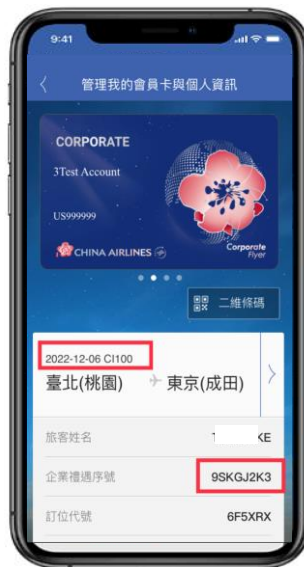 9:41
管理我的會員卡與個人資訊
CORPORATE
3Test Account
US999999
CHINA AIRLINES
Corporate
Flyer
二維條碼
2022-12-06 CI100
臺北(桃園) 東京(成田)
旅客姓名 KE
企業禮遇序號 9SKGJ2K3
訂位代號 6F5XRX